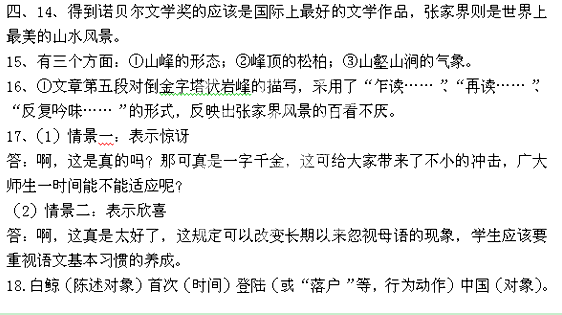 四、14、得到诺贝尔文学奖的应该是国际上最好的文学作品，张家界则是世界上
最美的山水风景。
15、有三个方面：①山峰的形态；②峰顶的松柏；③山壑山涧的气象。
16、①文章第五段对倒金字塔状岩峰的描写，采用了“乍读……”、“再读……”、
“反复吟味……”的形式，反映出张家界风景的百看不厌。
17、（1）情景一：表示惊讶
答：啊，这是真的吗？那可真是一字千金，这可给大家带来了不小的冲击，广大
师生一时间能不能适应呢？
（2）情景二：表示欣喜
答：啊，这真是太好了，这规定可以改变长期以来忽视母语的现象，学生应该要
重视语文基本习惯的养成。
18.白鲸（陈述对象）首次（时间）登陆（或“落户”等，行为动作）中国（对象）。